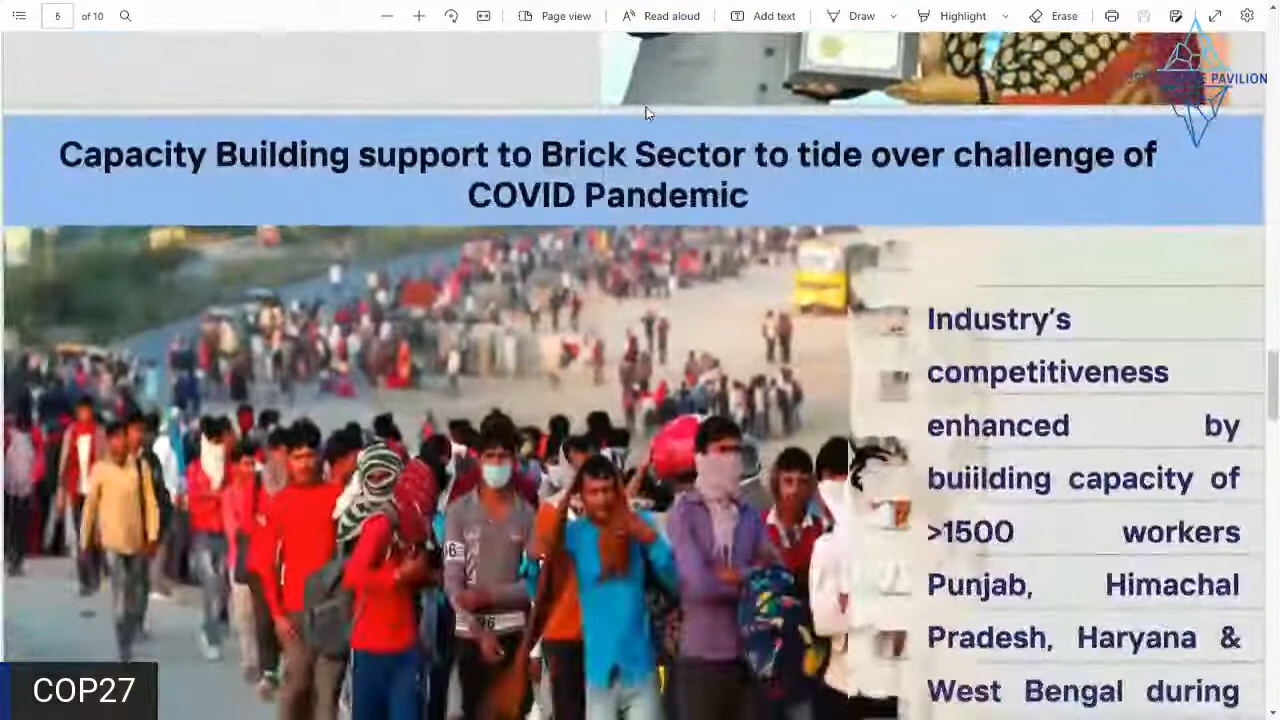 6 of 10 Page view Read aloud Add text Draw Highlight Erase
PAVILION
Capacity Building support to Brick Sector to tide over challenge of
COVID Pandemic
Industry's
competitiveness
enhanced by
buiilding capacity of
>1500 workers
Punjab, Himachal
Pradesh, Haryana &
West Bengal during
96
COP27